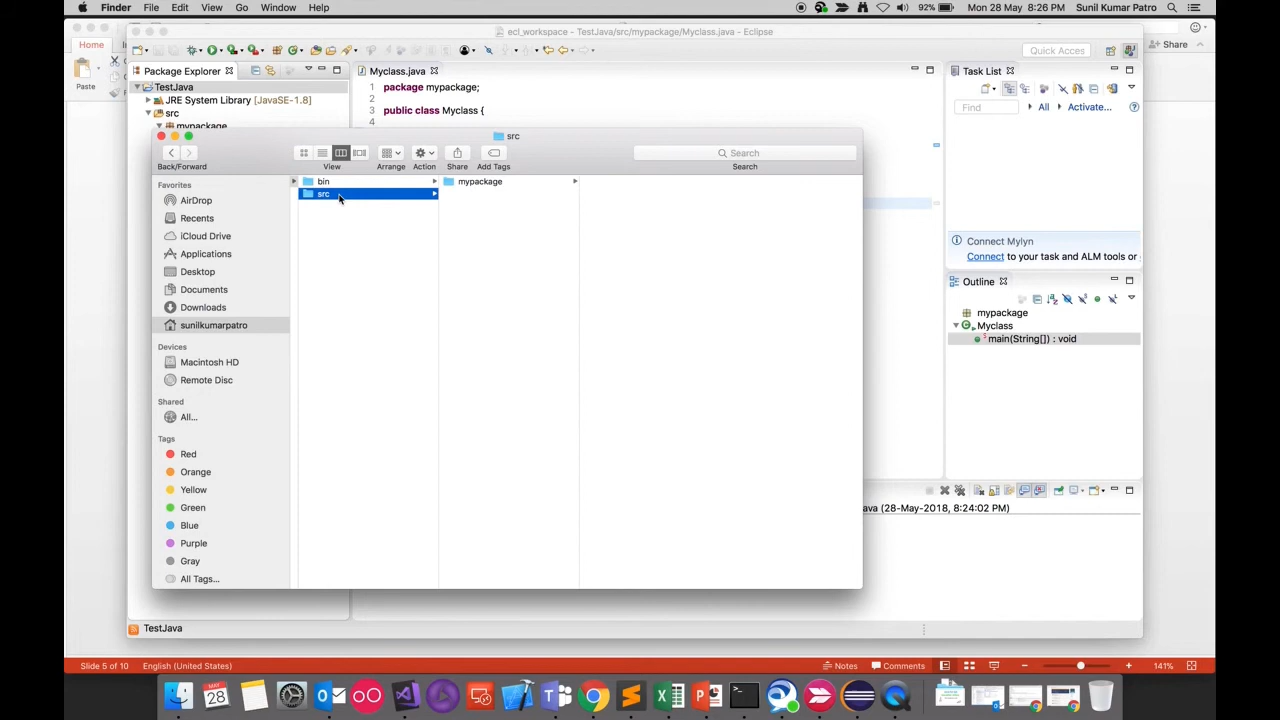 Finder File Edit View Go Window Help
92% Mon 28 May 8:26 PM Sunil Kumar Patro
ecl_workspace - TestJava/src/mypackage/Myclass.java - Eclipse
Home
Share
Paste
Quick Acces
Package Explorer
Myclass.java
Task List
TestJava
JRE System Library [JavaSE-1.8]
src
mypackage
1 package mypackage;
2
3 public class Myclass {
4
Find
All
Activate...
src
Back/Forward
View
Arrange
Action
Share
Add Tags
Search
Search
Favorites
AirDrop
Recents
iCloud Drive
Applications
Desktop
Documents
Downloads
sunilkumarpatro
Devices
Macintosh HD
Remote Disc
Shared
All...
Tags
Red
Orange
Yellow
Green
Blue
Purple
Gray
All Tags...
bin
src
mypackage
Connect Mylyn
Connect to your task and ALM tools or
Outline
mypackage
Myclass
main(String[]) : void
ava (28-May-2018, 8:24:02 PM)
TestJava
Slide 5 of 10 English (United States)
Notes Comments 141%
MAY
28